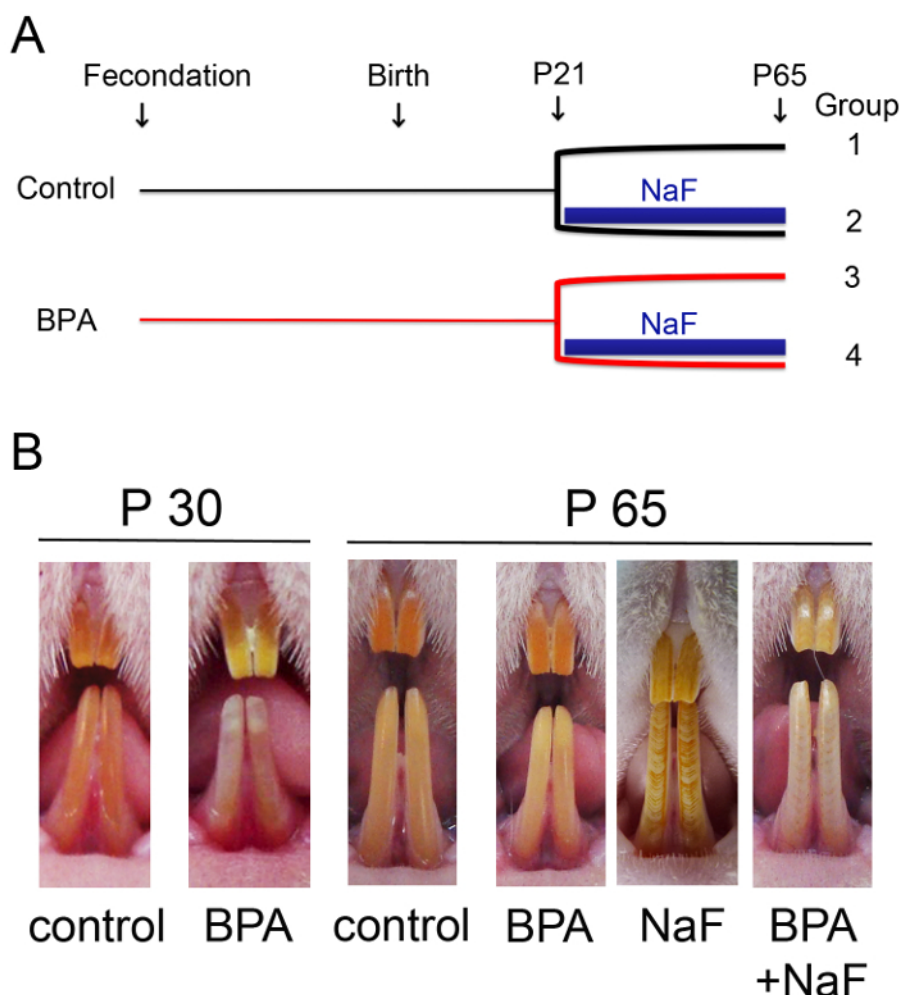 A
Fecondation Birth P21 P65
Group
1
Control
NaF
2
3
BPA
NaF
4
B
P 30 P 65
control BPA control BPA NaF BPA
+NaF